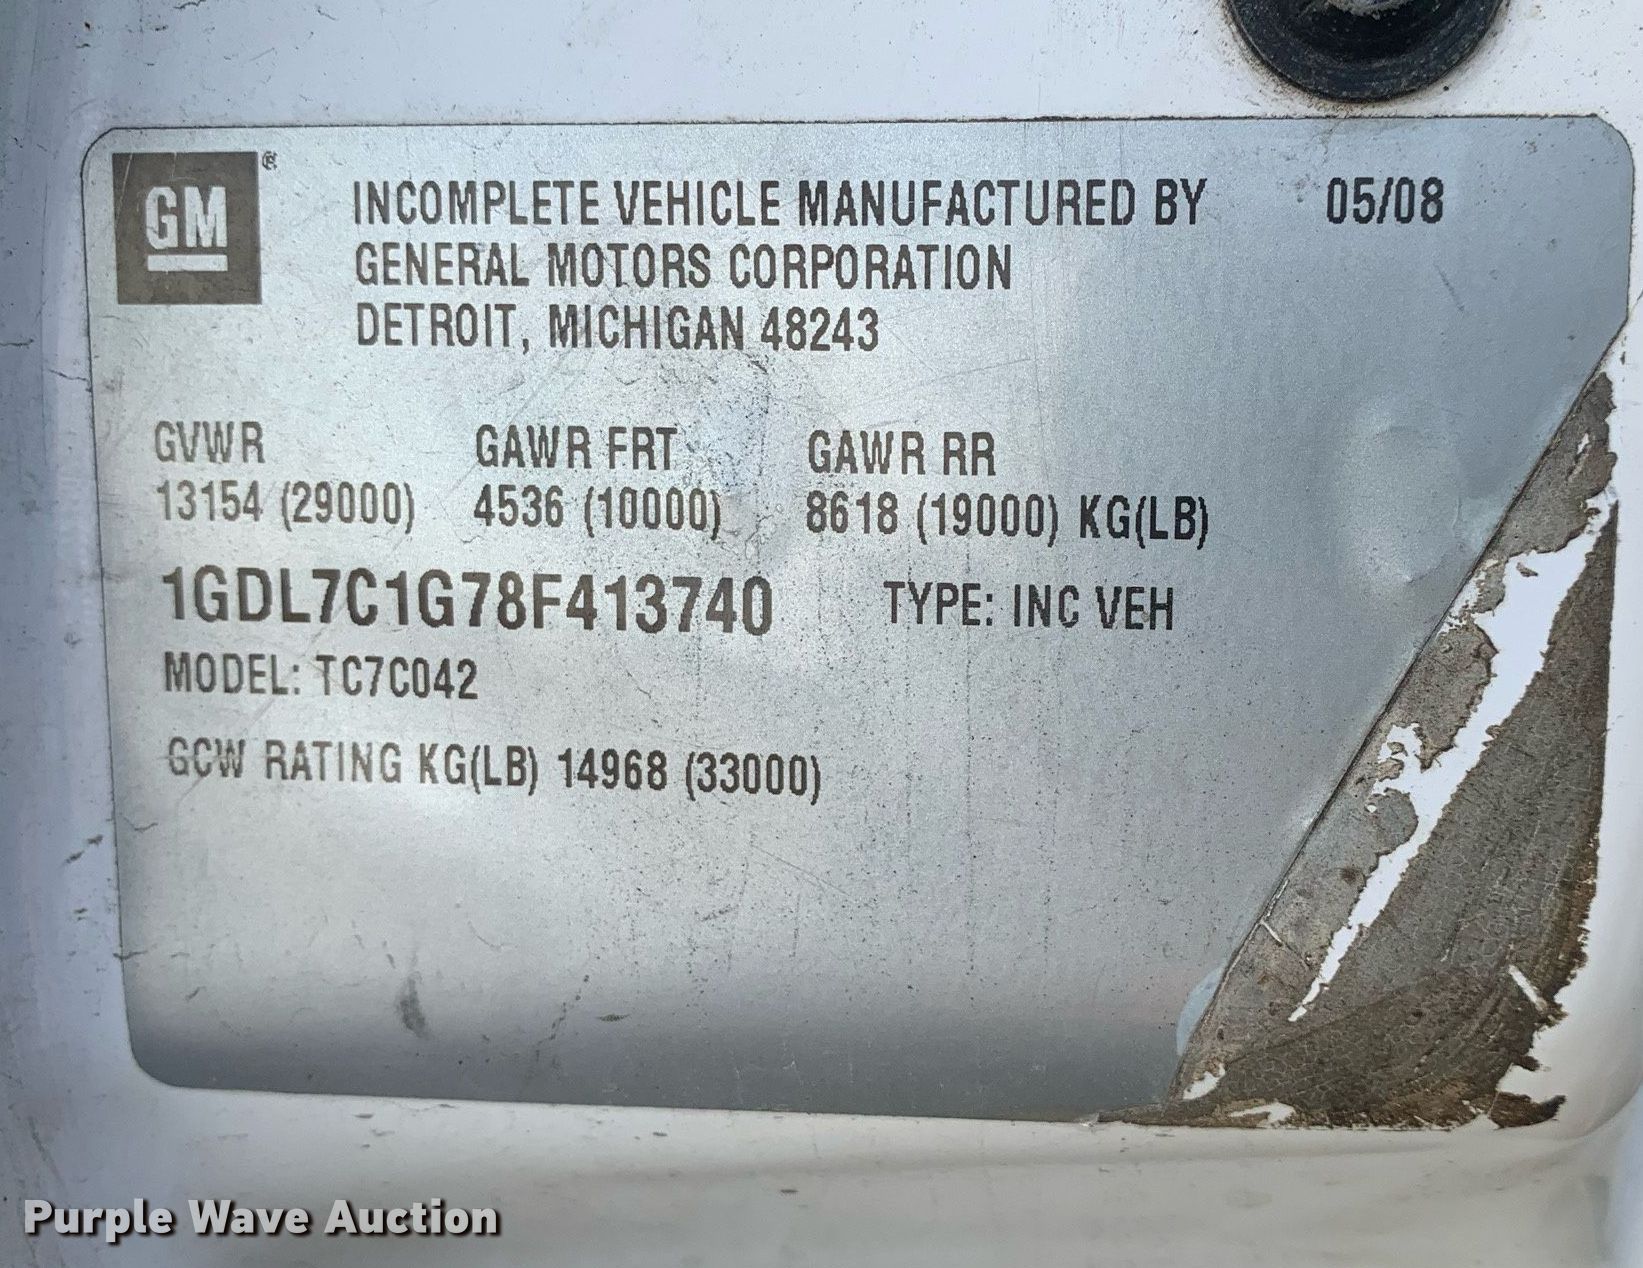 GM ®
INCOMPLETE VEHICLE MANUFACTURED BY 05/08
GENERAL MOTORS CORPORATION
DETROIT, MICHIGAN 48243
GVWR GAWR FRT GAWR RR
13154 (29000) 4536 (10000) 8618 (19000) KG(LB)
1GDL7C1G78F413740 TYPE: INC VEH
MODEL: TC7C042
GCW RATING KG(LB) 14968 (33000)
Purple Wave Auction